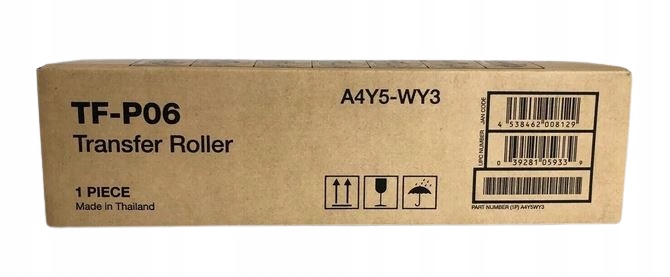 TF-P06
Transfer Roller
1 PIECE
Made in Thailand
A4Y5-WY3
JAN CODE
4 538462 008129
UPC NUMBER
0 39281 05933 9
PART NUMBER (1P) A4Y5WY3